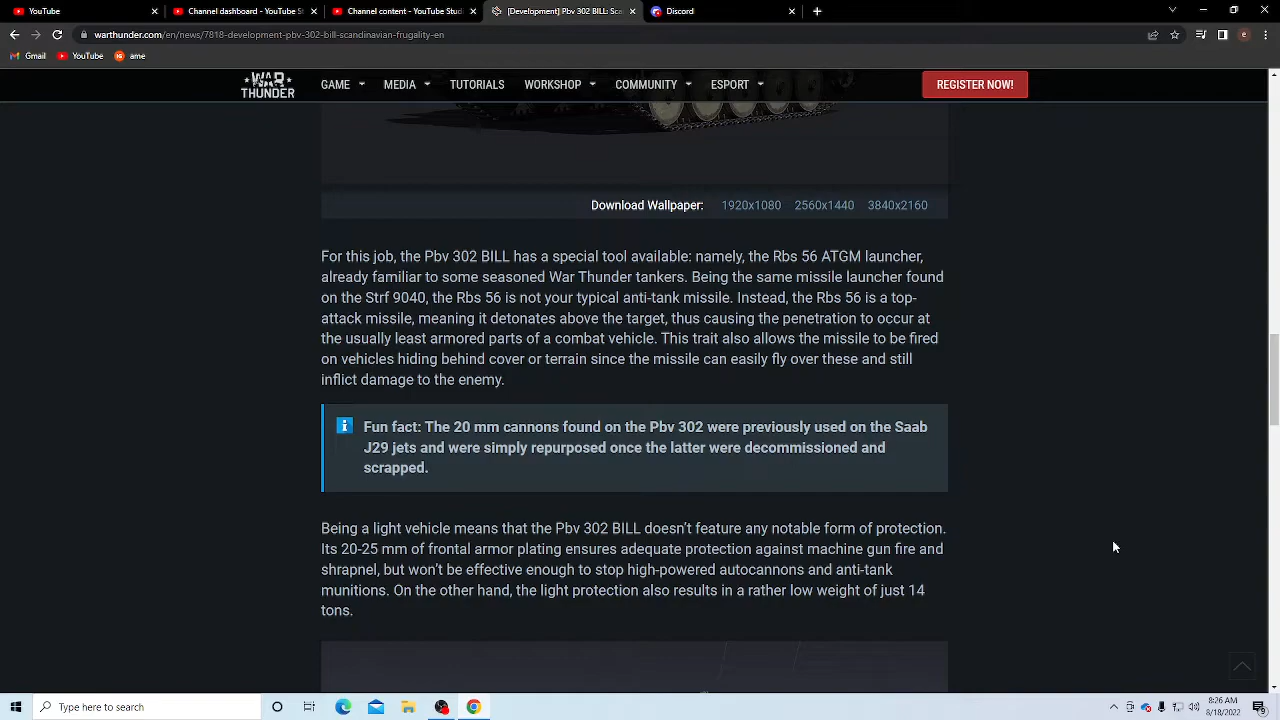 YouTube
Channel dashboard - YouTube St
Channel content - YouTube Studi
[Development] Pbv 302 BILL: Sca
Discord
warthunder.com/en/news/7818-development-pbv-302-bill-scandinavian-frugality-en
e
Gmail
YouTube
ame
WAR THUNDER
GAME
MEDIA
TUTORIALS
WORKSHOP
COMMUNITY
ESPORT
REGISTER NOW!
Download Wallpaper: 1920x1080 2560x1440 3840x2160
For this job, the Pbv 302 BILL has a special tool available: namely, the Rbs 56 ATGM launcher,
already familiar to some seasoned War Thunder tankers. Being the same missile launcher found
on the Strf 9040, the Rbs 56 is not your typical anti-tank missile. Instead, the Rbs 56 is a top-
attack missile, meaning it detonates above the target, thus causing the penetration to occur at
the usually least armored parts of a combat vehicle. This trait also allows the missile to be fired
on vehicles hiding behind cover or terrain since the missile can easily fly over these and still
inflict damage to the enemy.
Fun fact: The 20 mm cannons found on the Pbv 302 were previously used on the Saab
J29 jets and were simply repurposed once the latter were decommissioned and
scrapped.
Being a light vehicle means that the Pbv 302 BILL doesn't feature any notable form of protection.
Its 20-25 mm of frontal armor plating ensures adequate protection against machine gun fire and
shrapnel, but won't be effective enough to stop high-powered autocannons and anti-tank
munitions. On the other hand, the light protection also results in a rather low weight of just 14
tons.
Type here to search
8:26 AM
8/18/2022